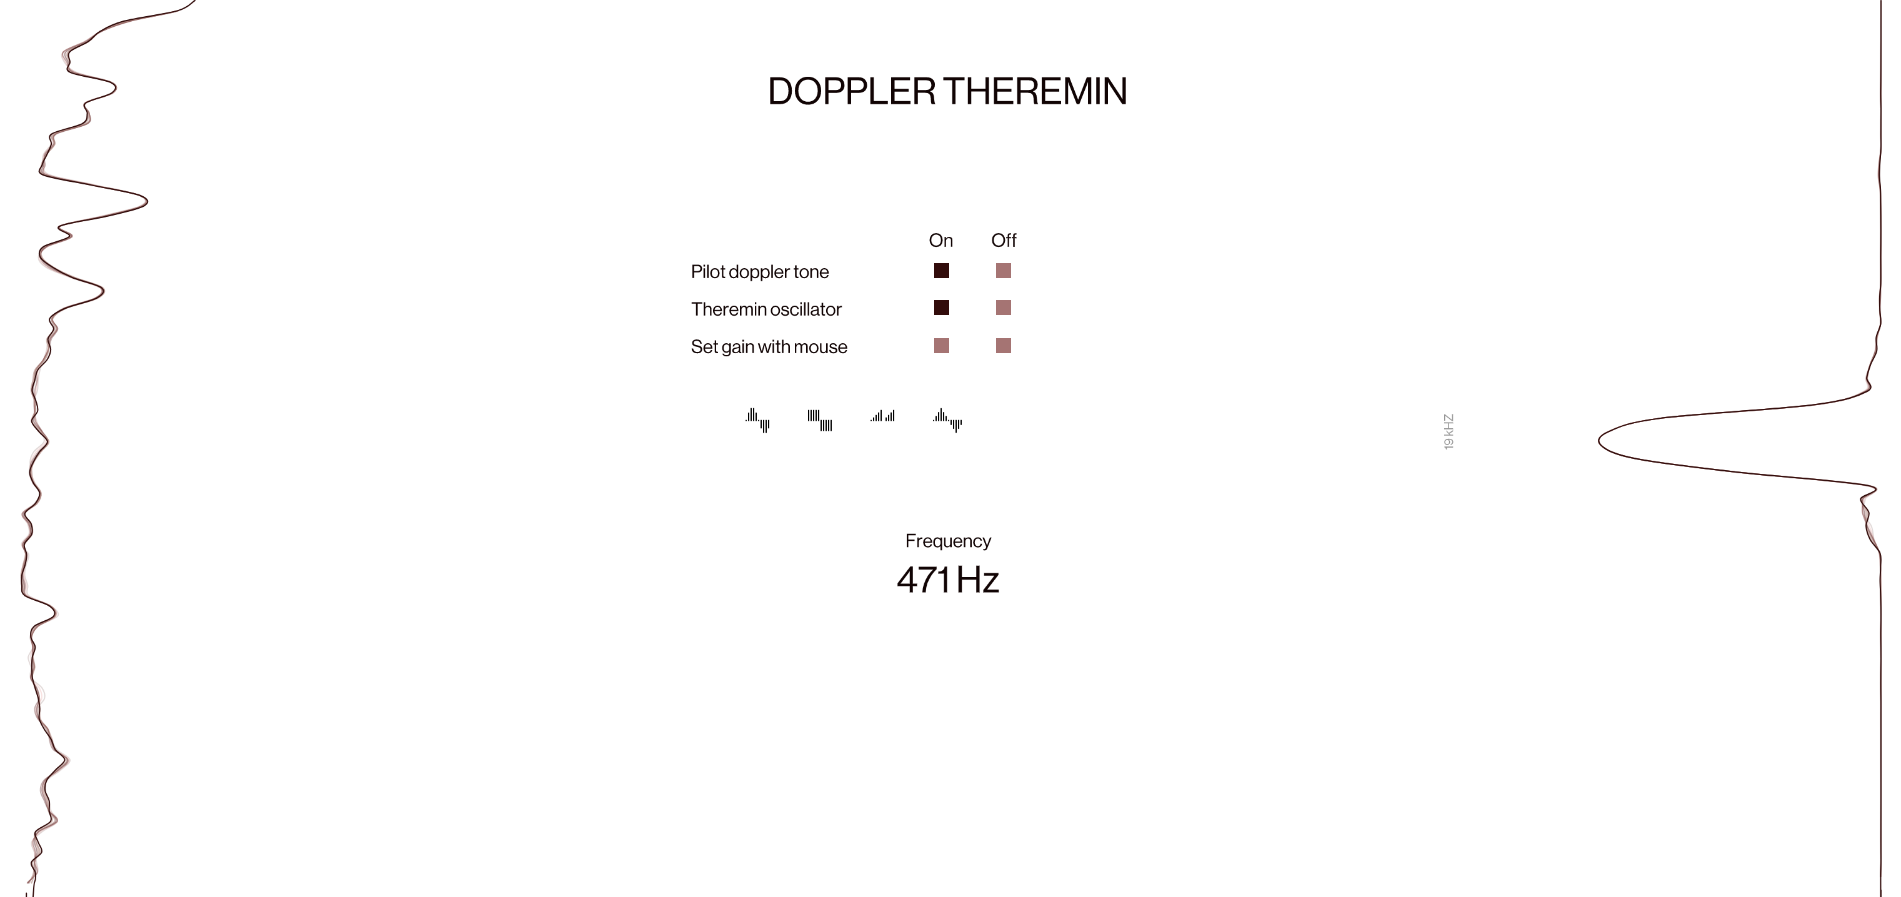 DOPPLER THEREMIN
On Off
Pilot doppler tone
Theremin oscillator
Set gain with mouse
19 kHZ
Frequency
471 Hz